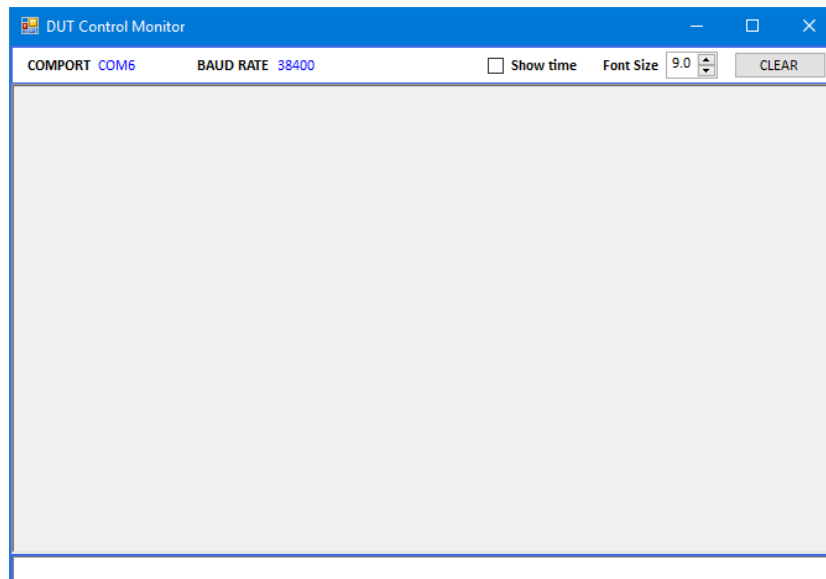 DUT Control Monitor
COMPORT COM6 BAUD RATE 38400 Show time Font Size 9.0 CLEAR